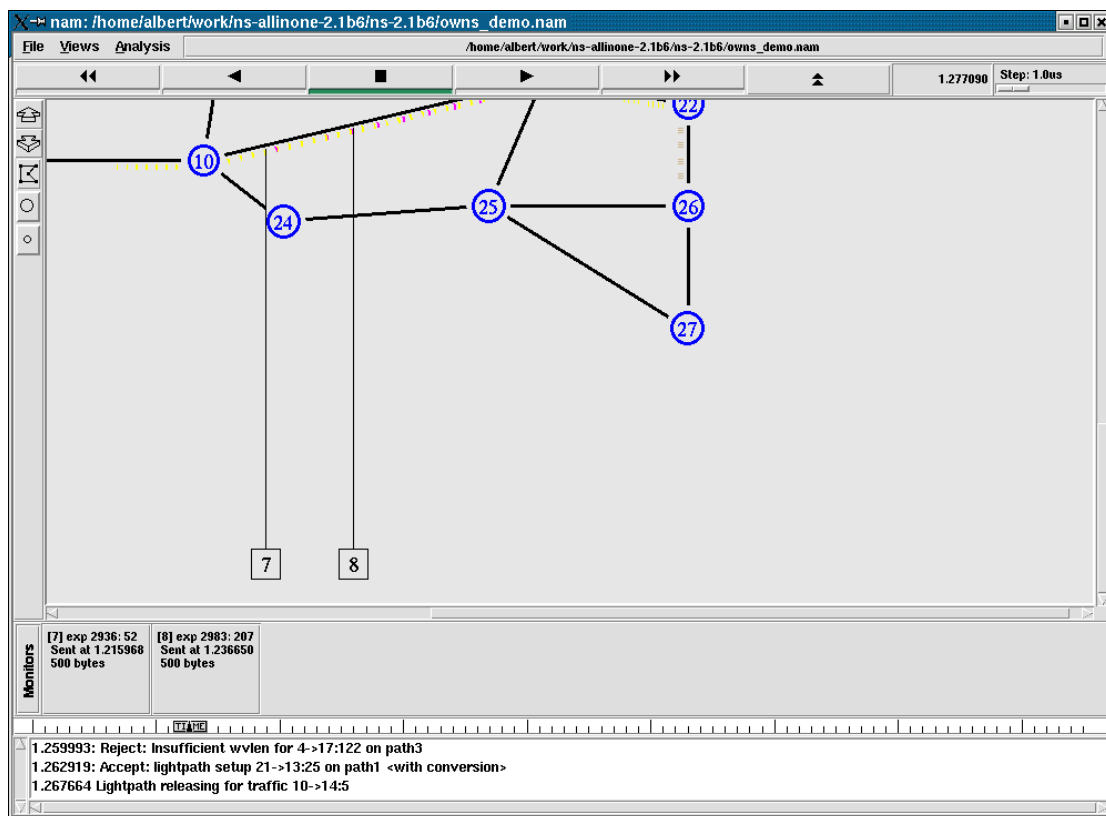 nam: /home/albert/work/ns-allinone-2.1b6/ns-2.1b6/owns_demo.nam
File Views Analysis /home/albert/work/ns-allinone-2.1b6/ns-2.1b6/owns_demo.nam
1.277090 Step: 1.0us
22
10
24
25
26
27
7 8
[7] exp 2936: 52
Sent at 1.215968
500 bytes
[8] exp 2983: 207
Sent at 1.236650
500 bytes
Monitors
TIME
1.259993: Reject: Insufficient wvlen for 4->17:122 on path3
1.262919: Accept: lightpath setup 21->13:25 on path1 <with conversion>
1.267664 Lightpath releasing for traffic 10->14:5